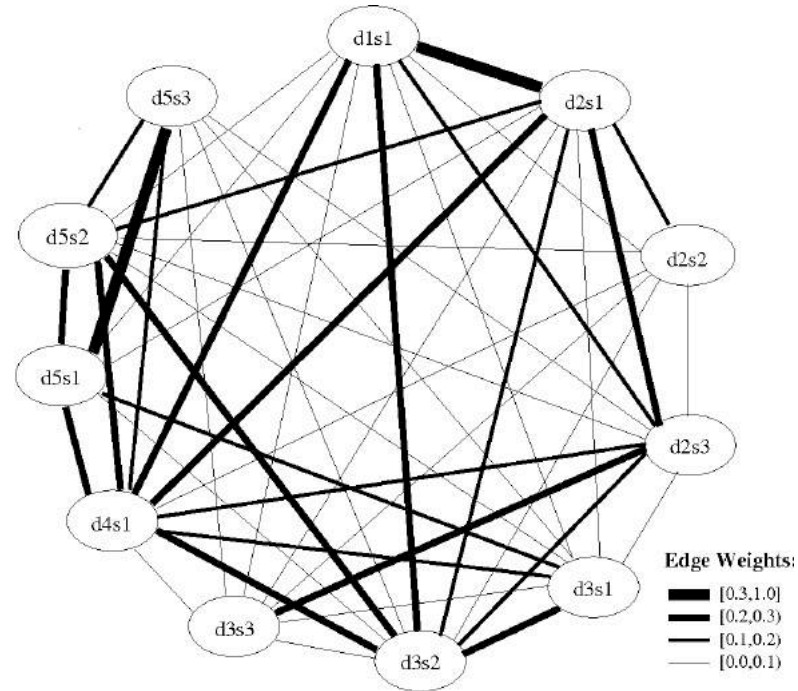 d1s1
d5s3
d2s1
d5s2
d2s2
d5s1
d2s3
d4s1
d3s1
d3s3
d3s2
Edge Weights:
[0.3,1.0]
[0.2,0.3)
[0.1,0.2)
[0.0,0.1)